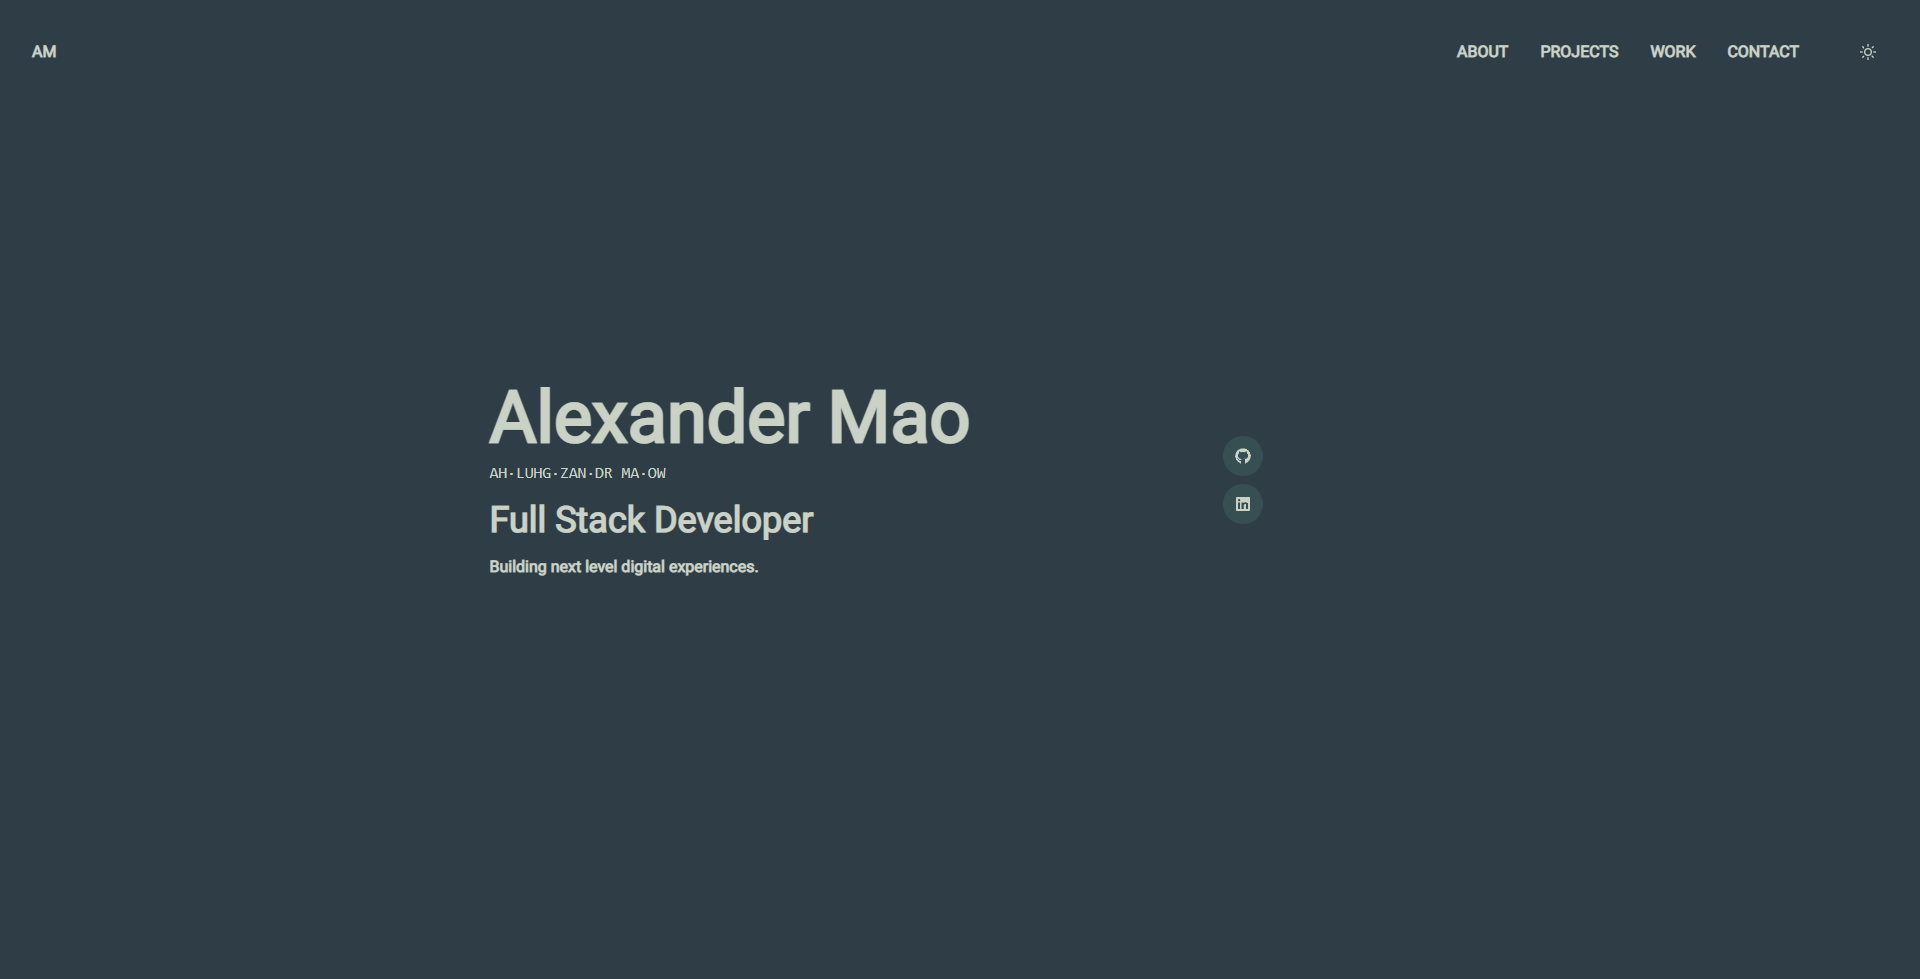 AM
ABOUT PROJECTS WORK CONTACT
Alexander Mao
AH·LUHG·ZAN·DR MA·OW
Full Stack Developer
Building next level digital experiences.